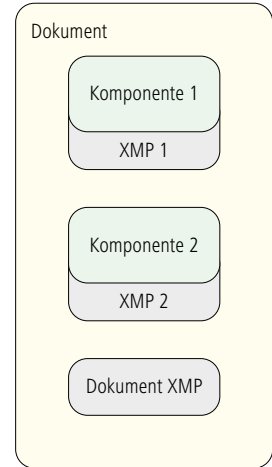 Dokument
Komponente 1
XMP 1
Komponente 2
XMP 2
Dokument XMP